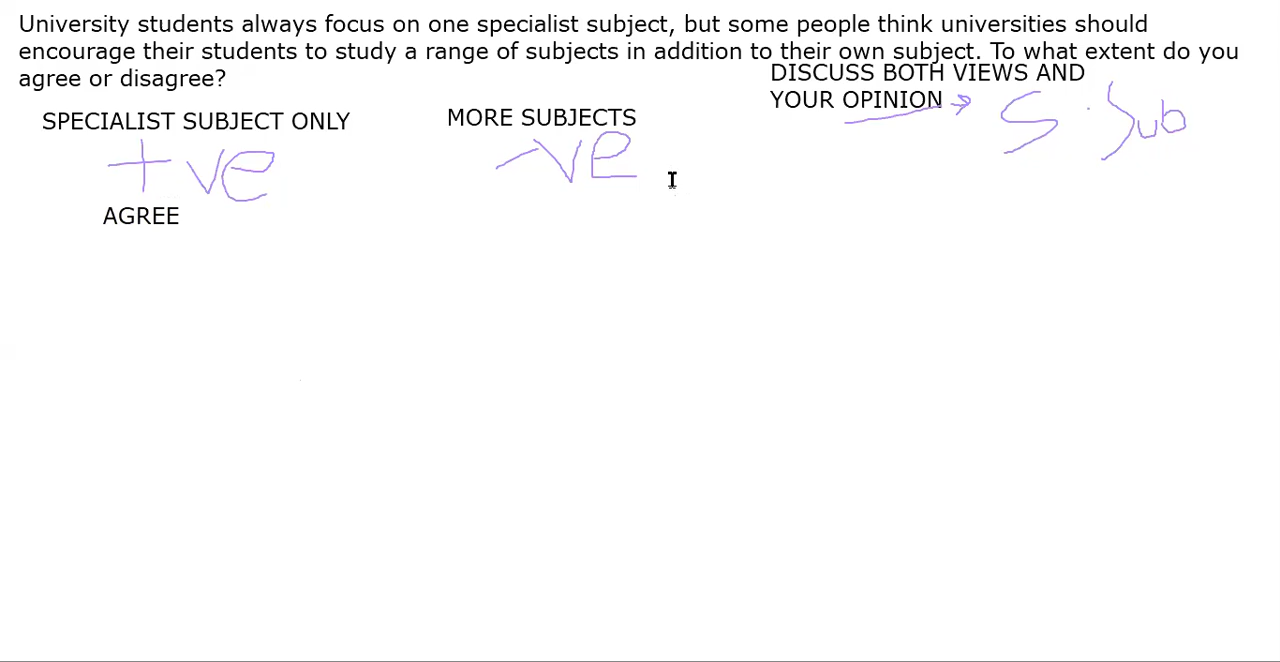 University students always focus on one specialist subject, but some people think universities should
encourage their students to study a range of subjects in addition to their own subject. To what extent do you
agree or disagree?
DISCUSS BOTH VIEWS AND
YOUR OPINION → S. Sub
SPECIALIST SUBJECT ONLY
MORE SUBJECTS
+ve
-ve
AGREE